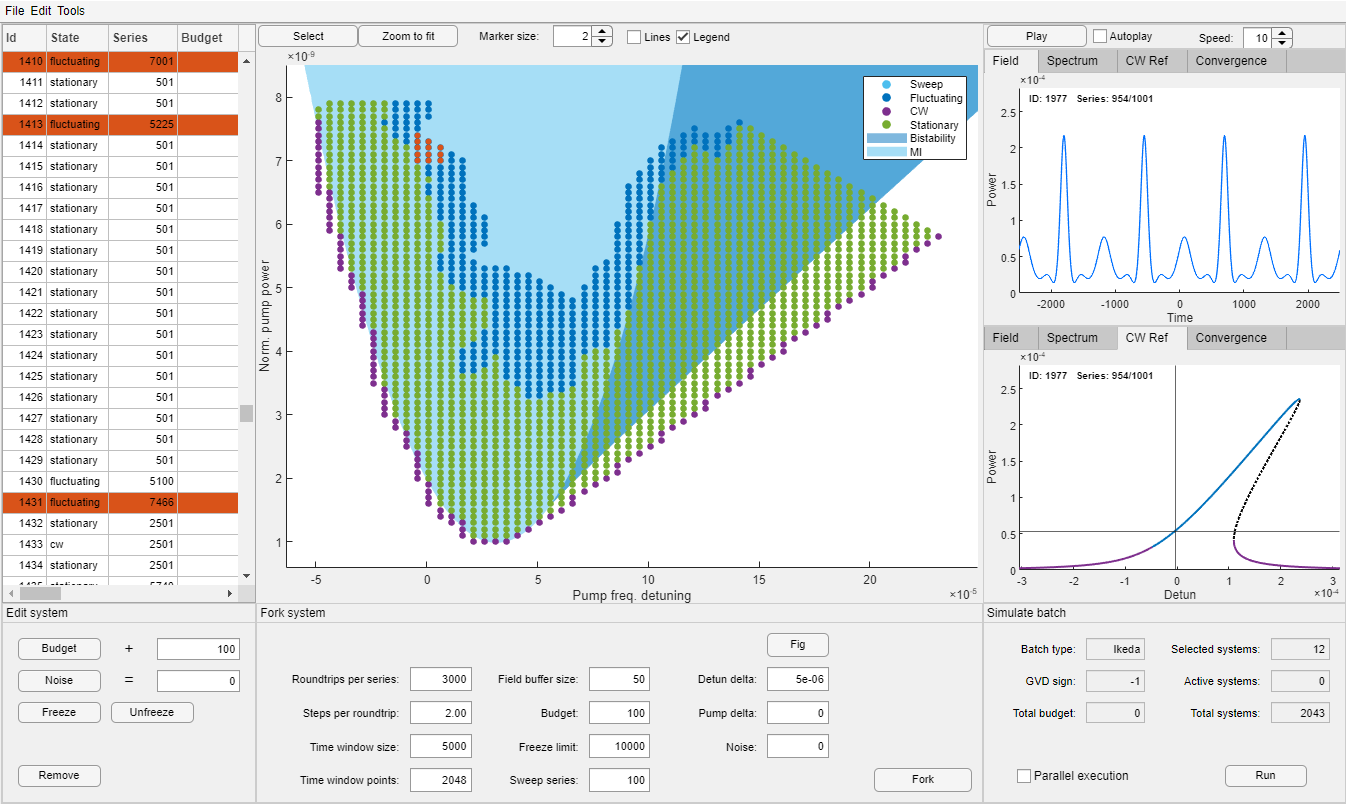 File Edit Tools
Id State Series Budget
1410 fluctuating 7001
1411 stationary 501
1412 stationary 501
1413 fluctuating 5225
1414 stationary 501
1415 stationary 501
1416 stationary 501
1417 stationary 501
1418 stationary 501
1419 stationary 501
1420 stationary 501
1421 stationary 501
1422 stationary 501
1423 stationary 501
1424 stationary 501
1425 stationary 501
1426 stationary 501
1427 stationary 501
1428 stationary 501
1429 stationary 501
1430 fluctuating 5100
1431 fluctuating 7466
1432 stationary 2501
1433 cw 2501
1434 stationary 2501
Select Zoom to fit Marker size: 2 Lines Legend
×10⁻⁹
8
7
6
5
4
3
2
1
Norm. pump power
-5 0 5 10 15 20
×10⁻⁵
Pump freq. detuning
Sweep
Fluctuating
CW
Stationary
Bistability
MI
Play Autoplay Speed: 10
Field Spectrum CW Ref Convergence
×10⁻⁴
ID: 1977 Series: 954/1001
2.5
2
1.5
1
0.5
0
Power
-2000 -1000 0 1000 2000
Time
Field Spectrum CW Ref Convergence
×10⁻⁴
ID: 1977 Series: 954/1001
2.5
2
1.5
1
0.5
0
Power
-3 -2 -1 0 1 2 3
Detun ×10⁻⁴
Edit system
Budget + 100
Noise = 0
Freeze Unfreeze
Remove
Fork system
Fig
Roundtrips per series: 3000 Field buffer size: 50 Detun delta: 5e-06
Steps per roundtrip: 2.00 Budget: 100 Pump delta: 0
Time window size: 5000 Freeze limit: 10000 Noise: 0
Time window points: 2048 Sweep series: 100 Fork
Simulate batch
Batch type: Ikeda Selected systems: 12
GVD sign: -1 Active systems: 0
Total budget: 0 Total systems: 2043
Parallel execution Run